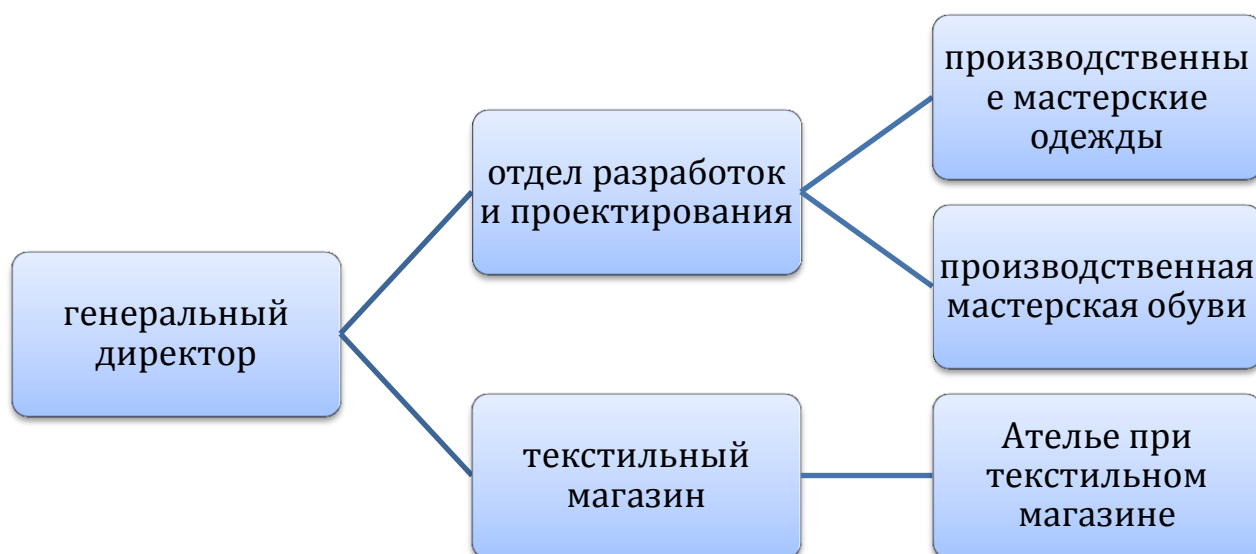 генеральный
директор
отдел разработок
и проектирования
производственны
е мастерские
одежды
производственная
мастерская обуви
текстильный
магазин
Ателье при
текстильном
магазине